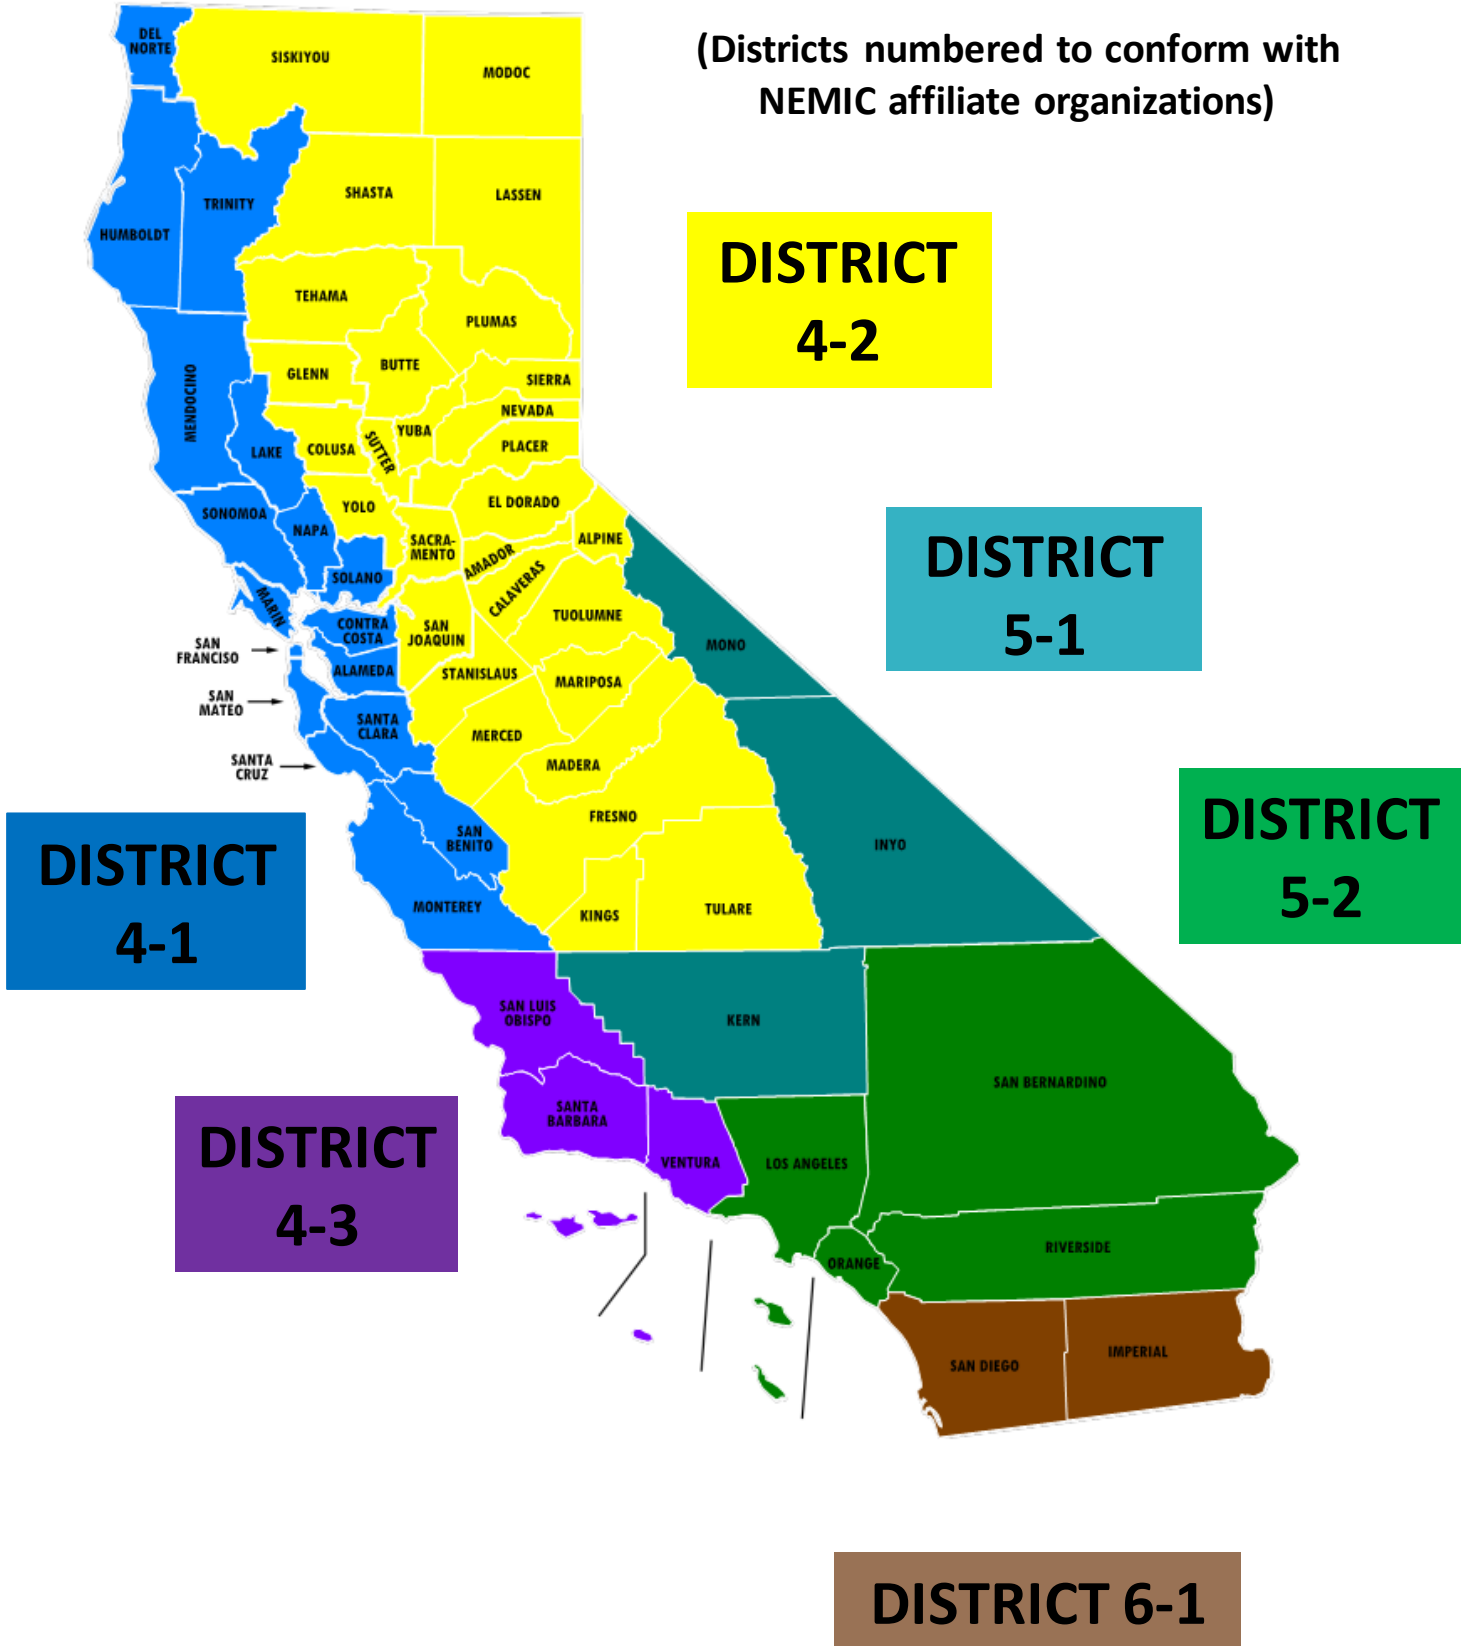 (Districts numbered to conform with
NEMIC affiliate organizations)
DEL
NORTE
SISKIYOU
MODOC
HUMBOLDT
TRINITY
SHASTA
LASSEN
TEHAMA
PLUMAS
MENDOCINO
GLENN
BUTTE
SIERRA
NEVADA
LAKE
COLUSA
SUTTER
YUBA
PLACER
SONOMOA
NAPA
YOLO
EL DORADO
SACRA-
MENTO
AMADOR
ALPINE
SOLANO
CALAVERAS
MARIN
CONTRA
COSTA
SAN
JOAQUIN
TUOLUMNE
MONO
SAN
FRANCISO
ALAMEDA
STANISLAUS
MARIPOSA
SAN
MATEO
SANTA
CLARA
MERCED
MADERA
SANTA
CRUZ
FRESNO
SAN
BENITO
INYO
MONTEREY
KINGS
TULARE
SAN LUIS
OBISPO
KERN
SAN BERNARDINO
SANTA
BARBARA
VENTURA
LOS ANGELES
ORANGE
RIVERSIDE
SAN DIEGO
IMPERIAL
DISTRICT
4-2
DISTRICT
5-1
DISTRICT
5-2
DISTRICT
4-1
DISTRICT
4-3
DISTRICT 6-1